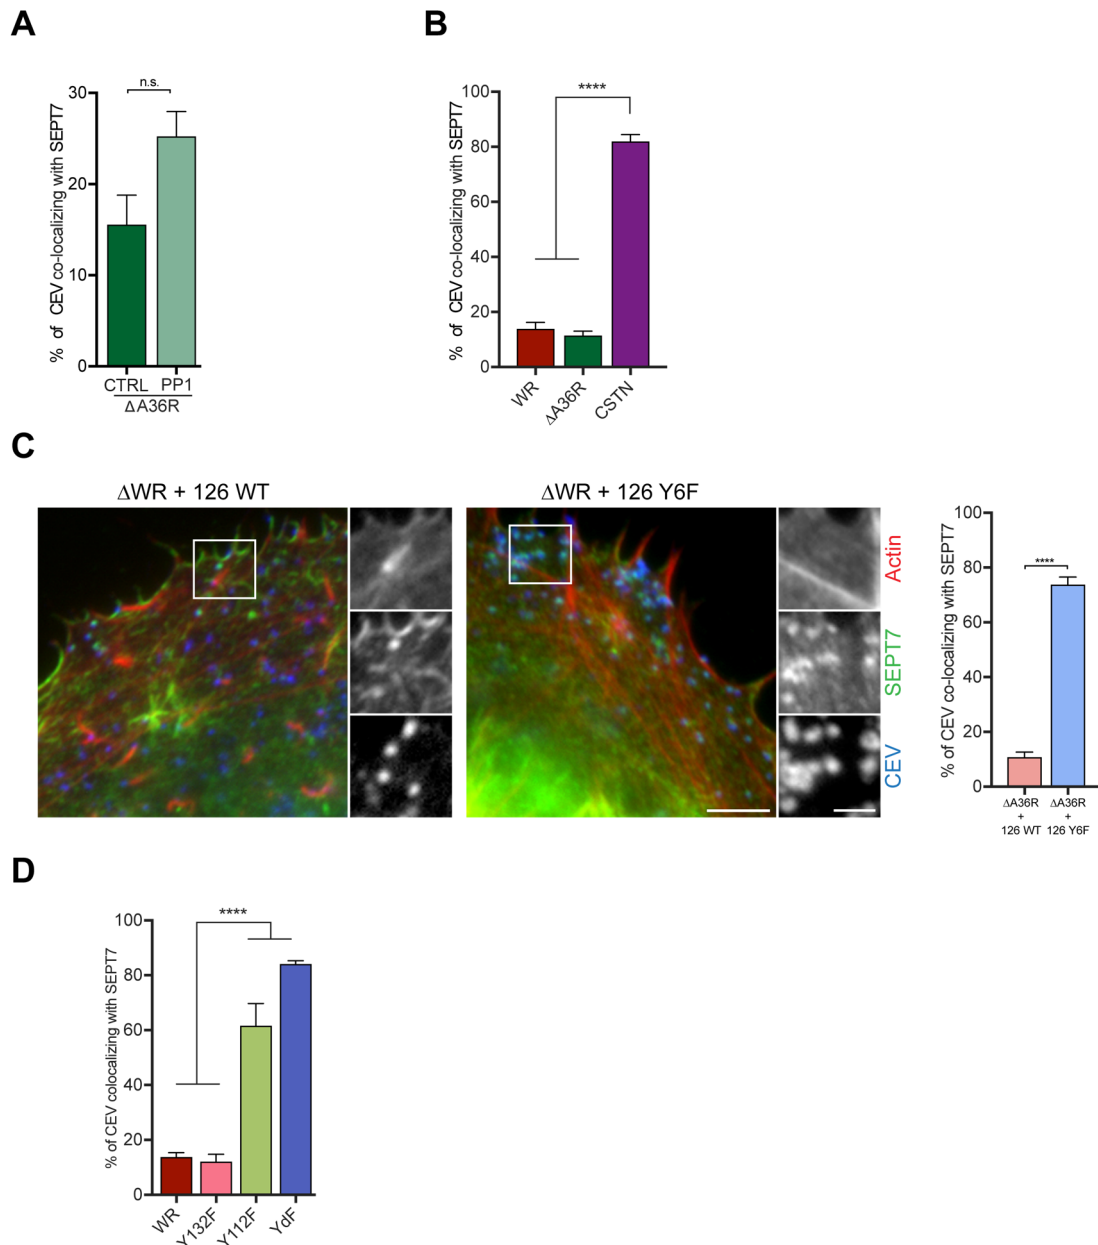 A
% of CEV co-localizing with SEPT7
30
20
10
0
n.s.
CTRL PP1
ΔA36R
B
% of CEV co-localizing with SEPT7
100
80
60
40
20
0
****
WR
ΔA36R
CSTN
C
ΔWR + 126 WT
ΔWR + 126 Y6F
Actin
SEPT7
CEV
% of CEV co-localizing with SEPT7
100
80
60
40
20
0
****
ΔA36R ΔA36R
+ +
126 WT 126 Y6F
D
% of CEV colocalizing with SEPT7
100
80
60
40
20
0
****
WR
Y132F
Y112F
YdF